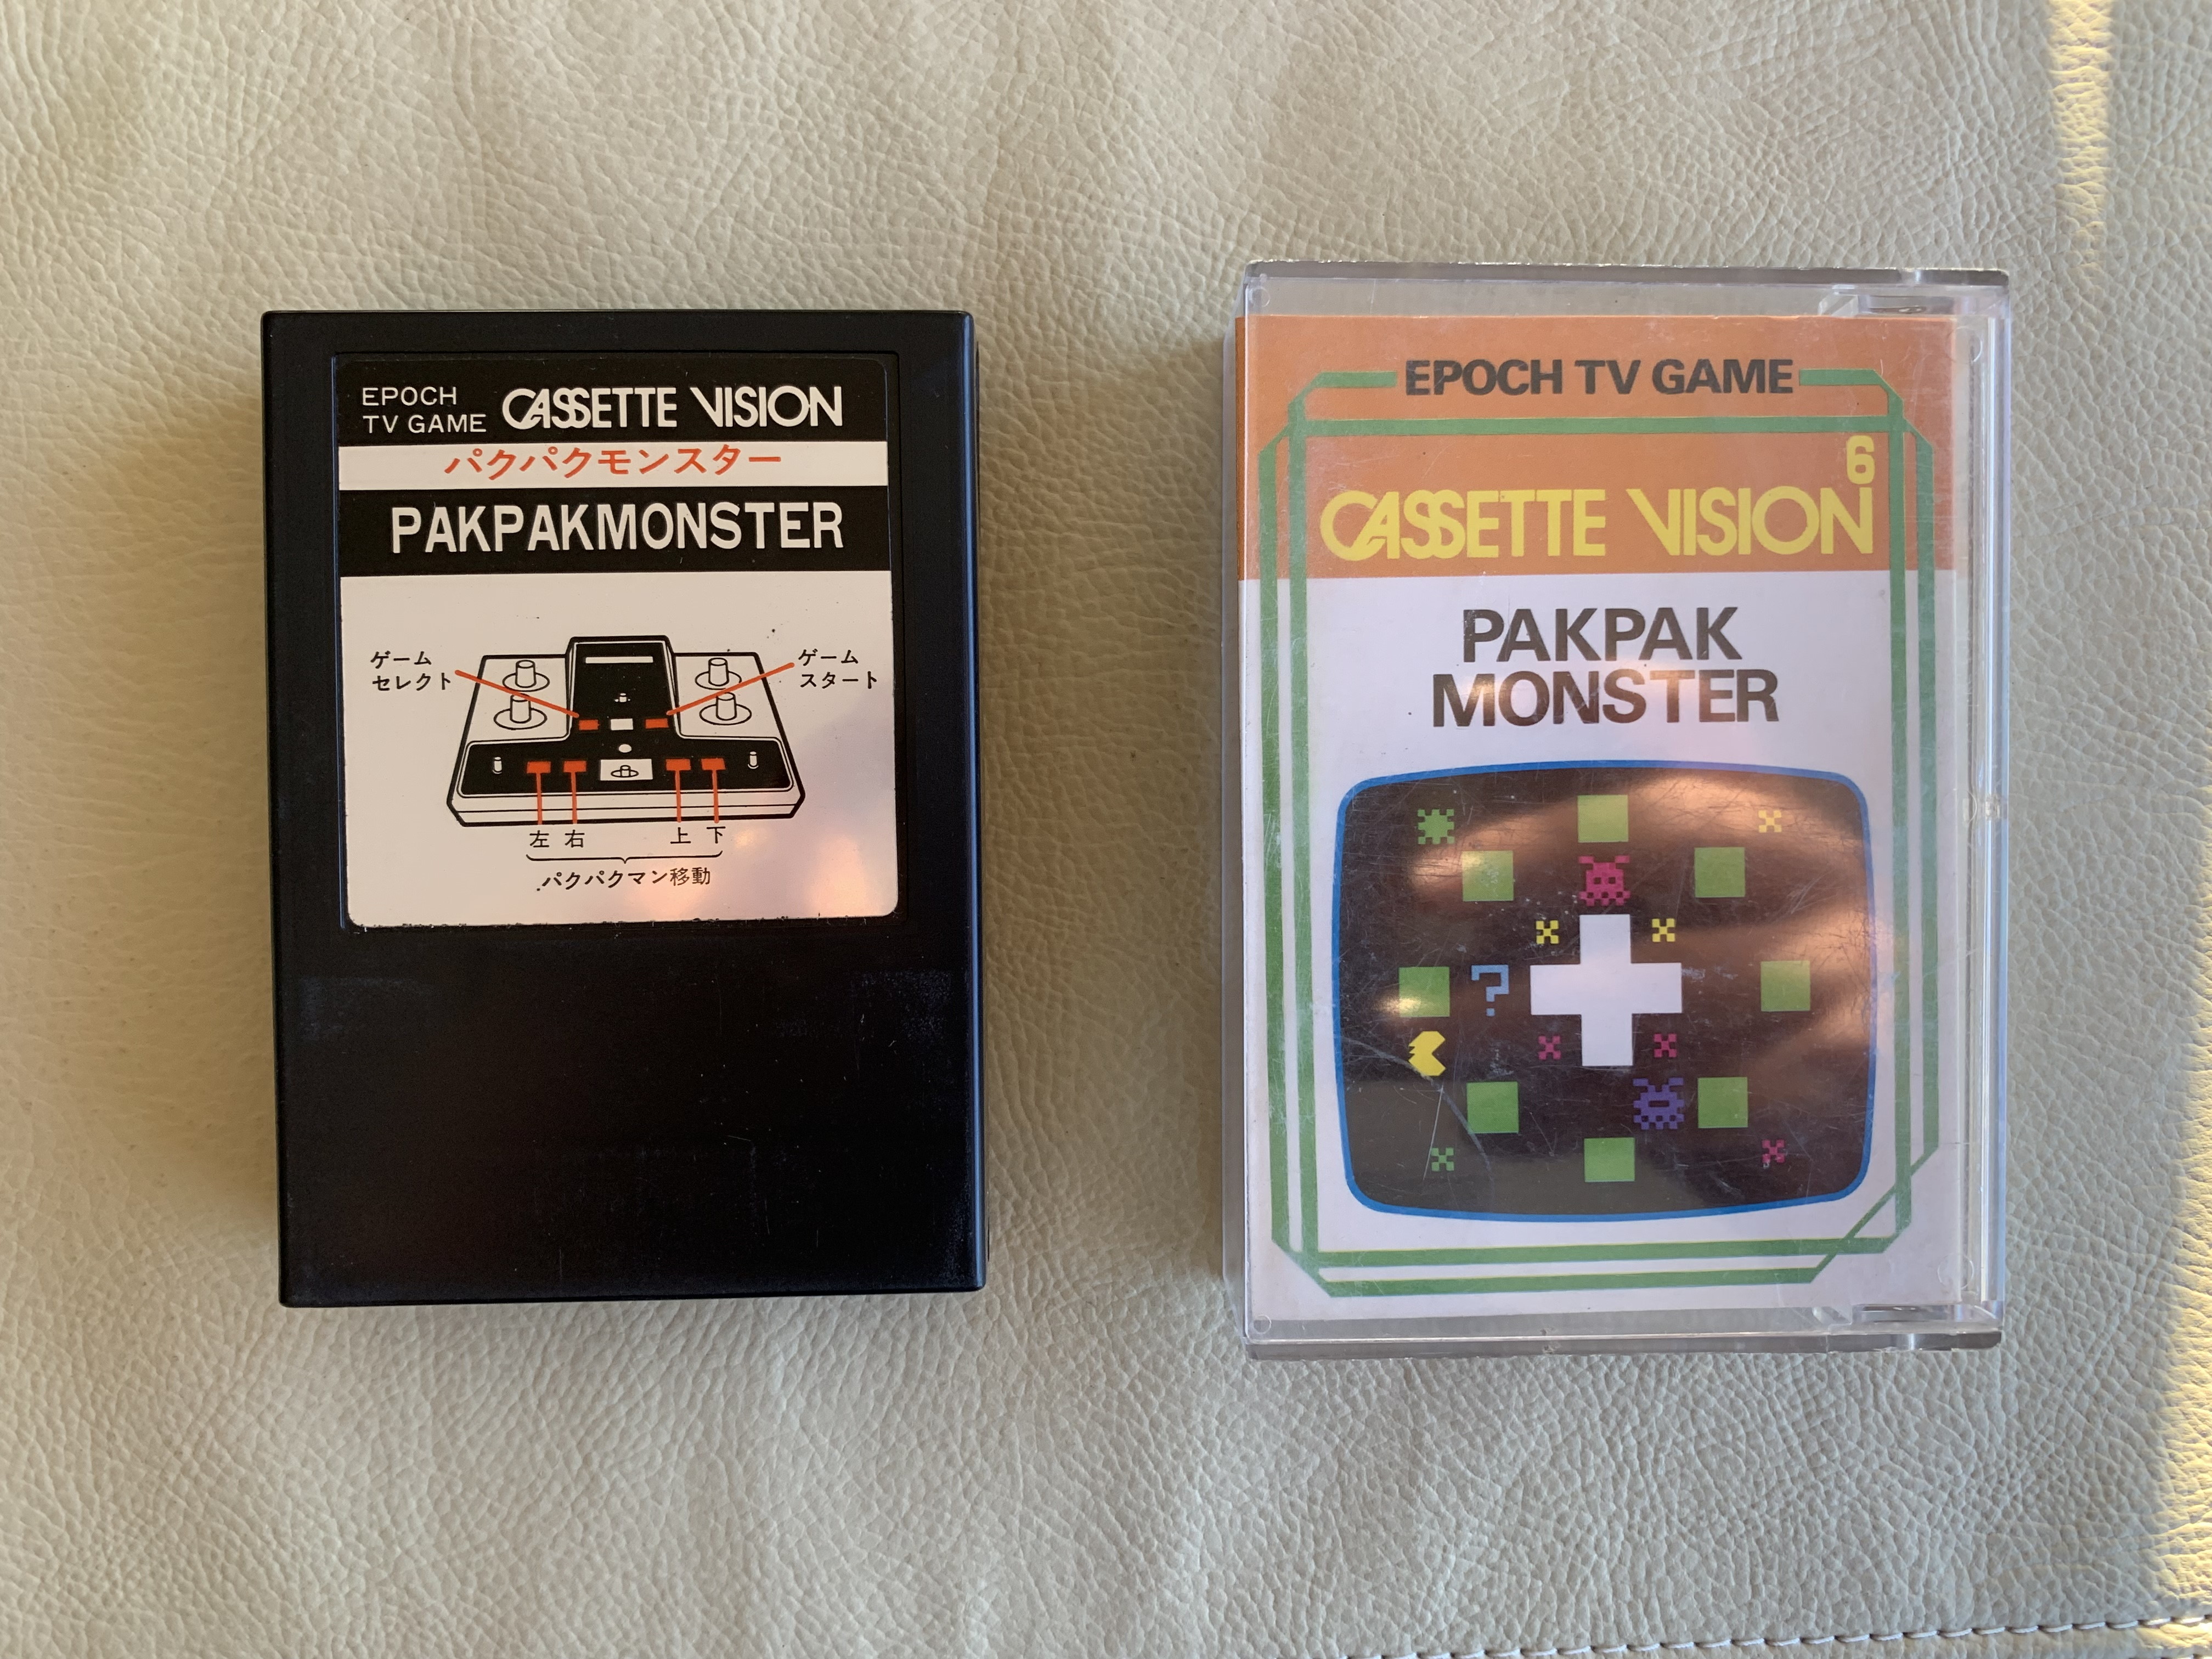 EPOCH
TV GAME CASSETTE VISION
パクパクモンスター
PAKPAKMONSTER
ゲーム
セレクト
ゲーム
スタート
左 右 上 下
パクパクマン移動
EPOCH TV GAME
6
CASSETTE VISION
PAKPAK
MONSTER
?